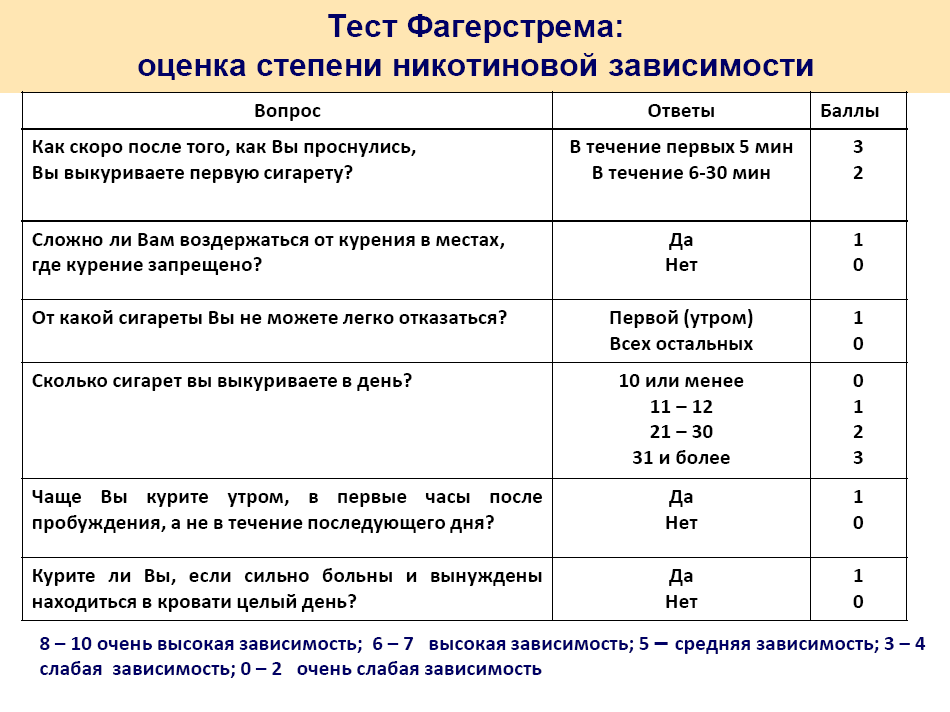 Тест Фагерстрема:
оценка степени никотиновой зависимости
Вопрос Ответы Баллы
Как скоро после того, как Вы проснулись, В течение первых 5 мин 3
Вы выкуриваете первую сигарету? В течение 6-30 мин 2
Сложно ли Вам воздержаться от курения в местах, Да 1
где курение запрещено? Нет 0
От какой сигареты Вы не можете легко отказаться? Первой (утром) 1
Всех остальных 0
Сколько сигарет вы выкуриваете в день? 10 или менее 0
11 – 12 1
21 – 30 2
31 и более 3
Чаще Вы курите утром, в первые часы после Да 1
пробуждения, а не в течение последующего дня? Нет 0
Курите ли Вы, если сильно больны и вынуждены Да 1
находиться в кровати целый день? Нет 0
8 – 10 очень высокая зависимость; 6 – 7 высокая зависимость; 5 – средняя зависимость; 3 – 4
слабая зависимость; 0 – 2 очень слабая зависимость